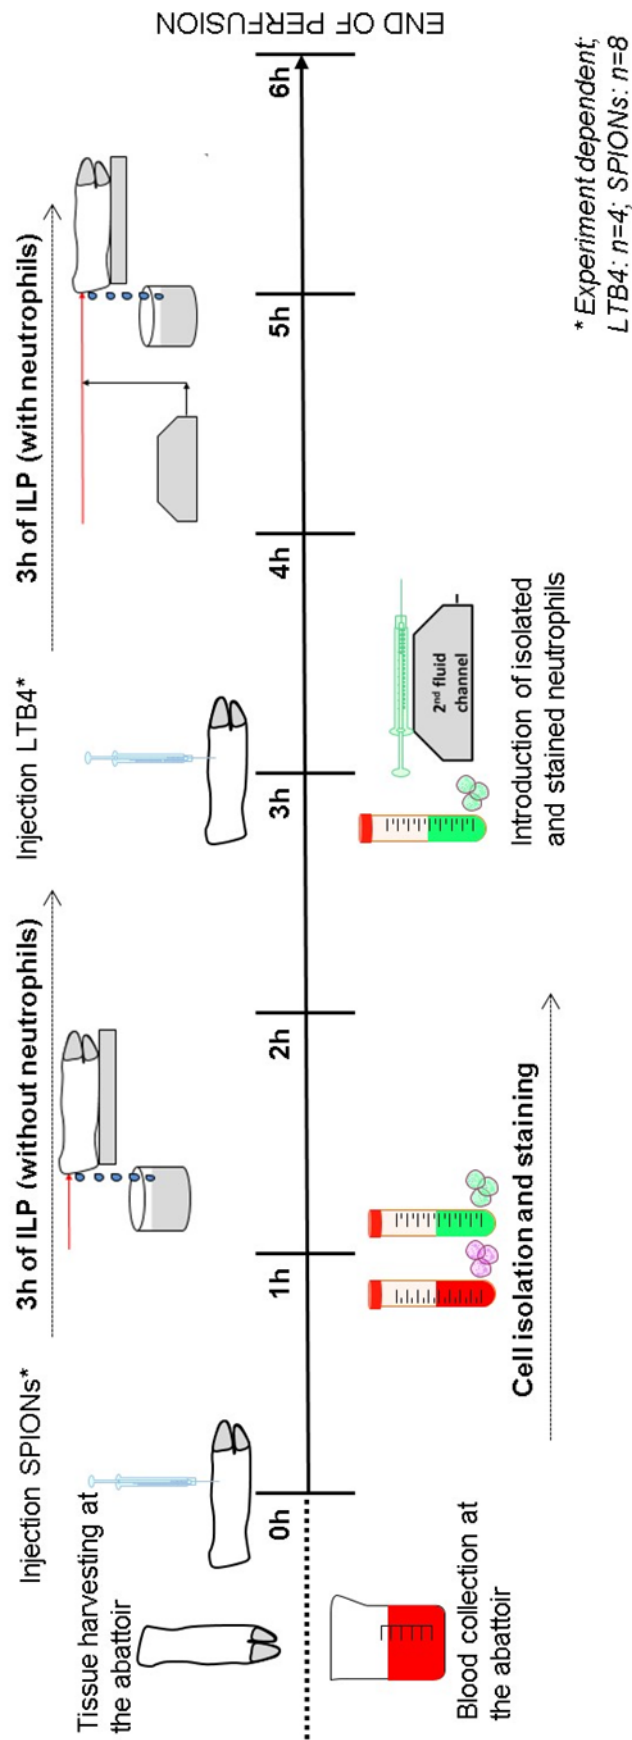 Injection SPIONs*
Tissue harvesting at
the abattoir
3h of ILP (without neutrophils)
Injection LTB4*
3h of ILP (with neutrophils)
0h
1h
2h
3h
4h
5h
6h
END OF PERFUSION
Blood collection at
the abattoir
Cell isolation and staining
2nd fluid
channel
Introduction of isolated
and stained neutrophils
* Experiment dependent;
LTB4: n=4; SPIONs: n=8